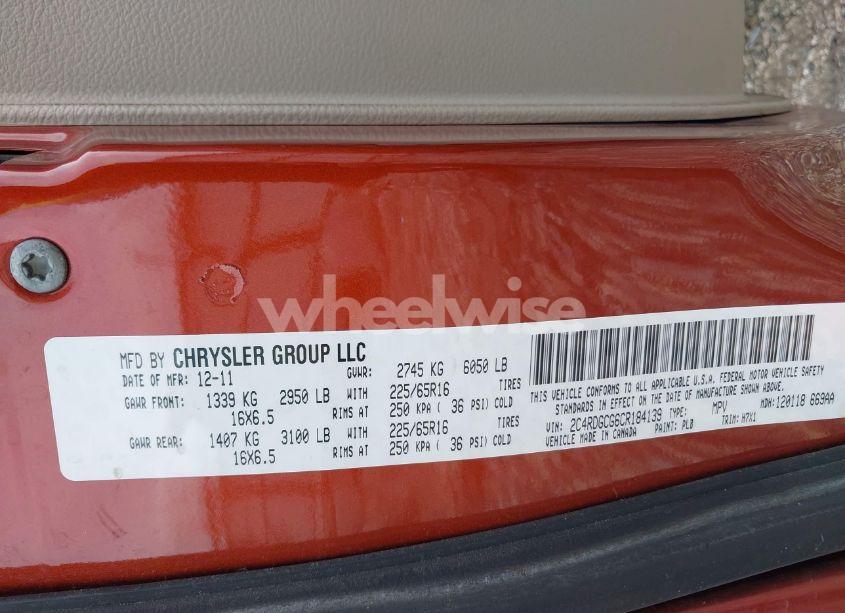 wheelwise
MFD BY CHRYSLER GROUP LLC
DATE OF MFR: 12-11 GVWR: 2745 KG 6050 LB
GAWR FRONT: 1339 KG 2950 LB WITH 225/65R16 TIRES
16X6.5 RIMS AT 250 KPA ( 36 PSI) COLD
GAWR REAR: 1407 KG 3100 LB WITH 225/65R16 TIRES
16X6.5 RIMS AT 250 KPA ( 36 PSI) COLD
THIS VEHICLE CONFORMS TO ALL APPLICABLE U.S.A. FEDERAL MOTOR VEHICLE SAFETY
STANDARDS IN EFFECT ON THE DATE OF MANUFACTURE SHOWN ABOVE.
VIN: 2C4RDGCG6CR184139 TYPE: MPV MDH: 120118 669AA
VEHICLE MADE IN CANADA PAINT: PLB TRIM: H7X1